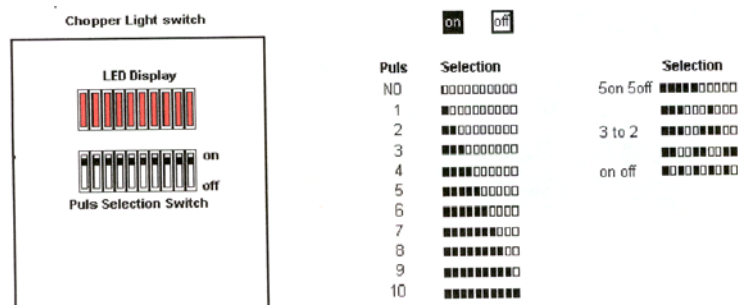 Chopper Light switch
LED Display
on
off
Puls Selection Switch
on off
Puls Selection
NO
1
2
3
4
5
6
7
8
9
10
Selection
5on 5off
3 to 2
on off